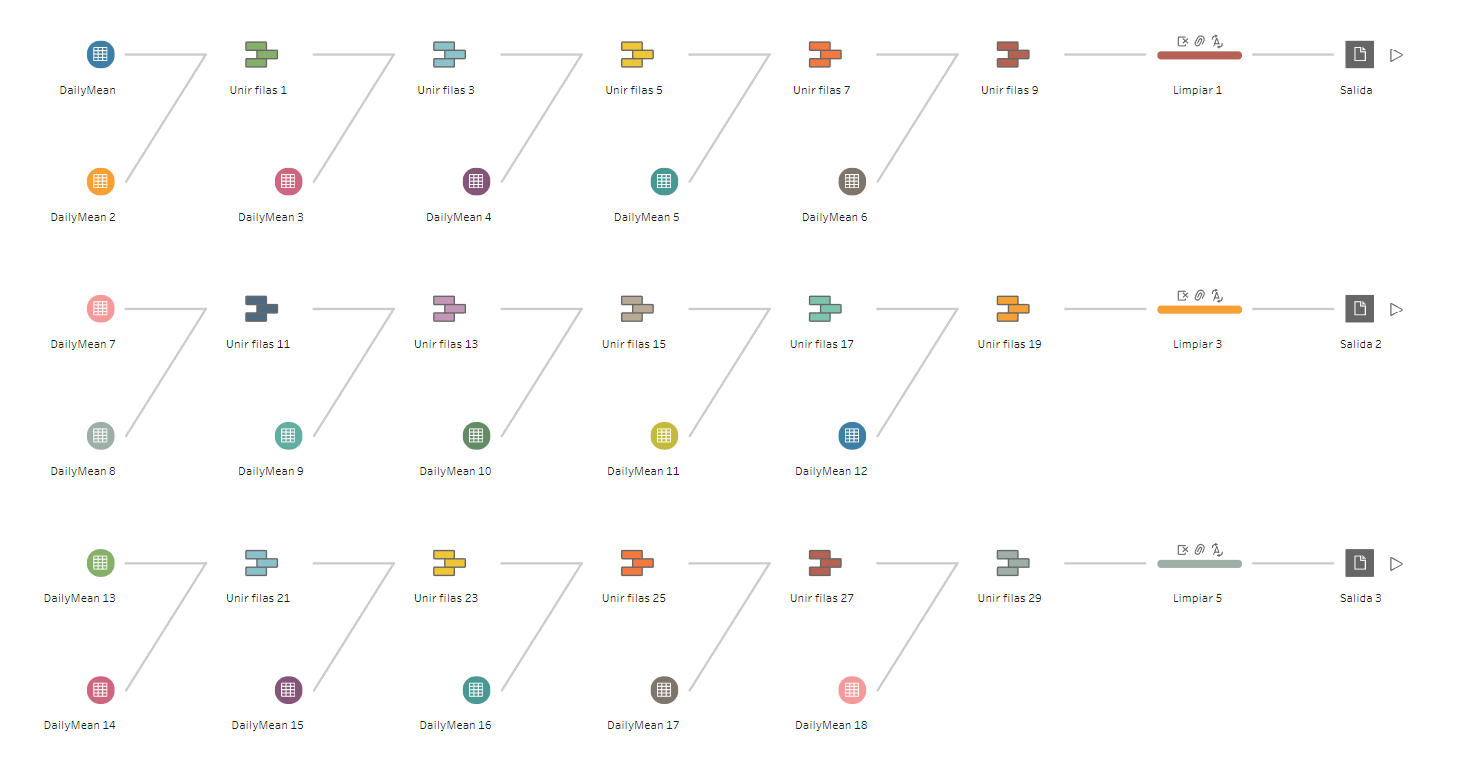 DailyMean
Unir filas 1
Unir filas 3
Unir filas 5
Unir filas 7
Unir filas 9
Limpiar 1
Salida
DailyMean 2
DailyMean 3
DailyMean 4
DailyMean 5
DailyMean 6
DailyMean 7
Unir filas 11
Unir filas 13
Unir filas 15
Unir filas 17
Unir filas 19
Limpiar 3
Salida 2
DailyMean 8
DailyMean 9
DailyMean 10
DailyMean 11
DailyMean 12
DailyMean 13
Unir filas 21
Unir filas 23
Unir filas 25
Unir filas 27
Unir filas 29
Limpiar 5
Salida 3
DailyMean 14
DailyMean 15
DailyMean 16
DailyMean 17
DailyMean 18